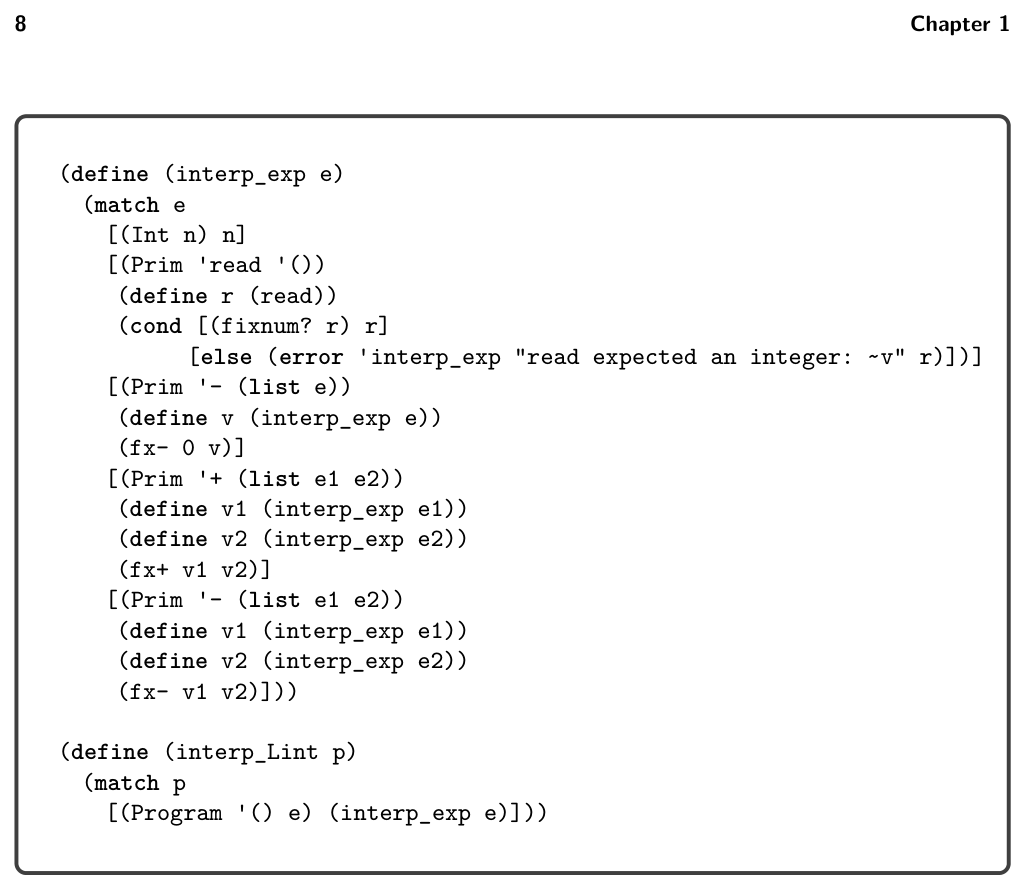 8 Chapter 1
(define (interp_exp e)
  (match e
    [(Int n) n]
    [(Prim 'read '())
     (define r (read))
     (cond [(fixnum? r) r]
           [else (error 'interp_exp "read expected an integer: ~v" r)])]
    [(Prim '- (list e))
     (define v (interp_exp e))
     (fx- 0 v)]
    [(Prim '+ (list e1 e2))
     (define v1 (interp_exp e1))
     (define v2 (interp_exp e2))
     (fx+ v1 v2)]
    [(Prim '- (list e1 e2))
     (define v1 (interp_exp e1))
     (define v2 (interp_exp e2))
     (fx- v1 v2)]))
(define (interp_Lint p)
  (match p
    [(Program '() e) (interp_exp e)]))